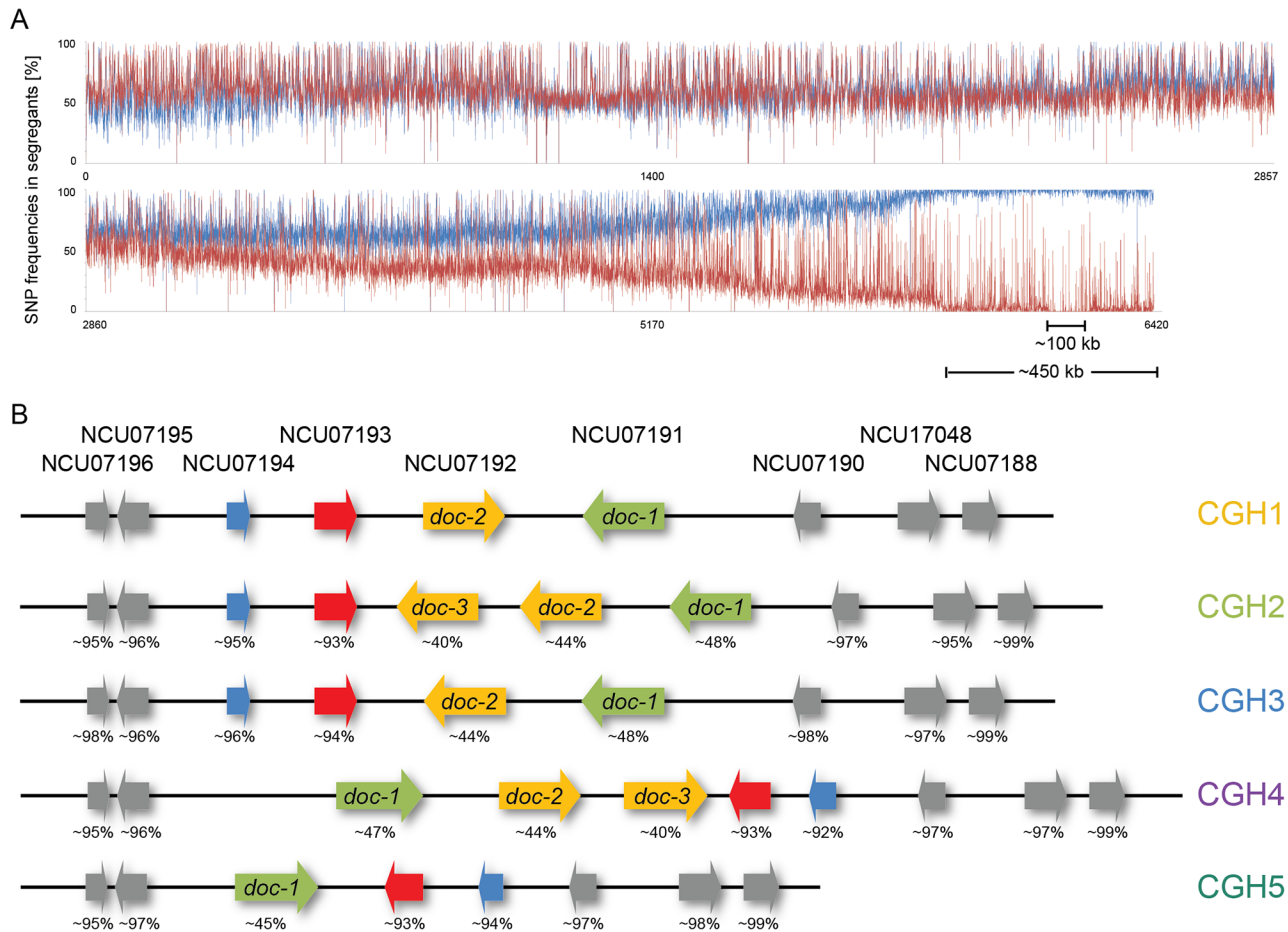 A
SNP frequencies in segregants [%]
100
50
0
0 1400 2857
100
50
0
2860 5170 6420
~100 kb
~450 kb
B
NCU07195 NCU07193 NCU07191 NCU17048
NCU07196 NCU07194 NCU07192 NCU07190 NCU07188
doc-2 doc-1 CGH1
doc-3 doc-2 doc-1 CGH2
~95% ~96% ~95% ~93% ~40% ~44% ~48% ~97% ~95% ~99%
doc-2 doc-1 CGH3
~98% ~96% ~96% ~94% ~44% ~48% ~98% ~97% ~99%
doc-1 doc-2 doc-3 CGH4
~95% ~96% ~47% ~44% ~40% ~93% ~92% ~97% ~97% ~99%
doc-1 CGH5
~95% ~97% ~45% ~93% ~94% ~97% ~98% ~99%